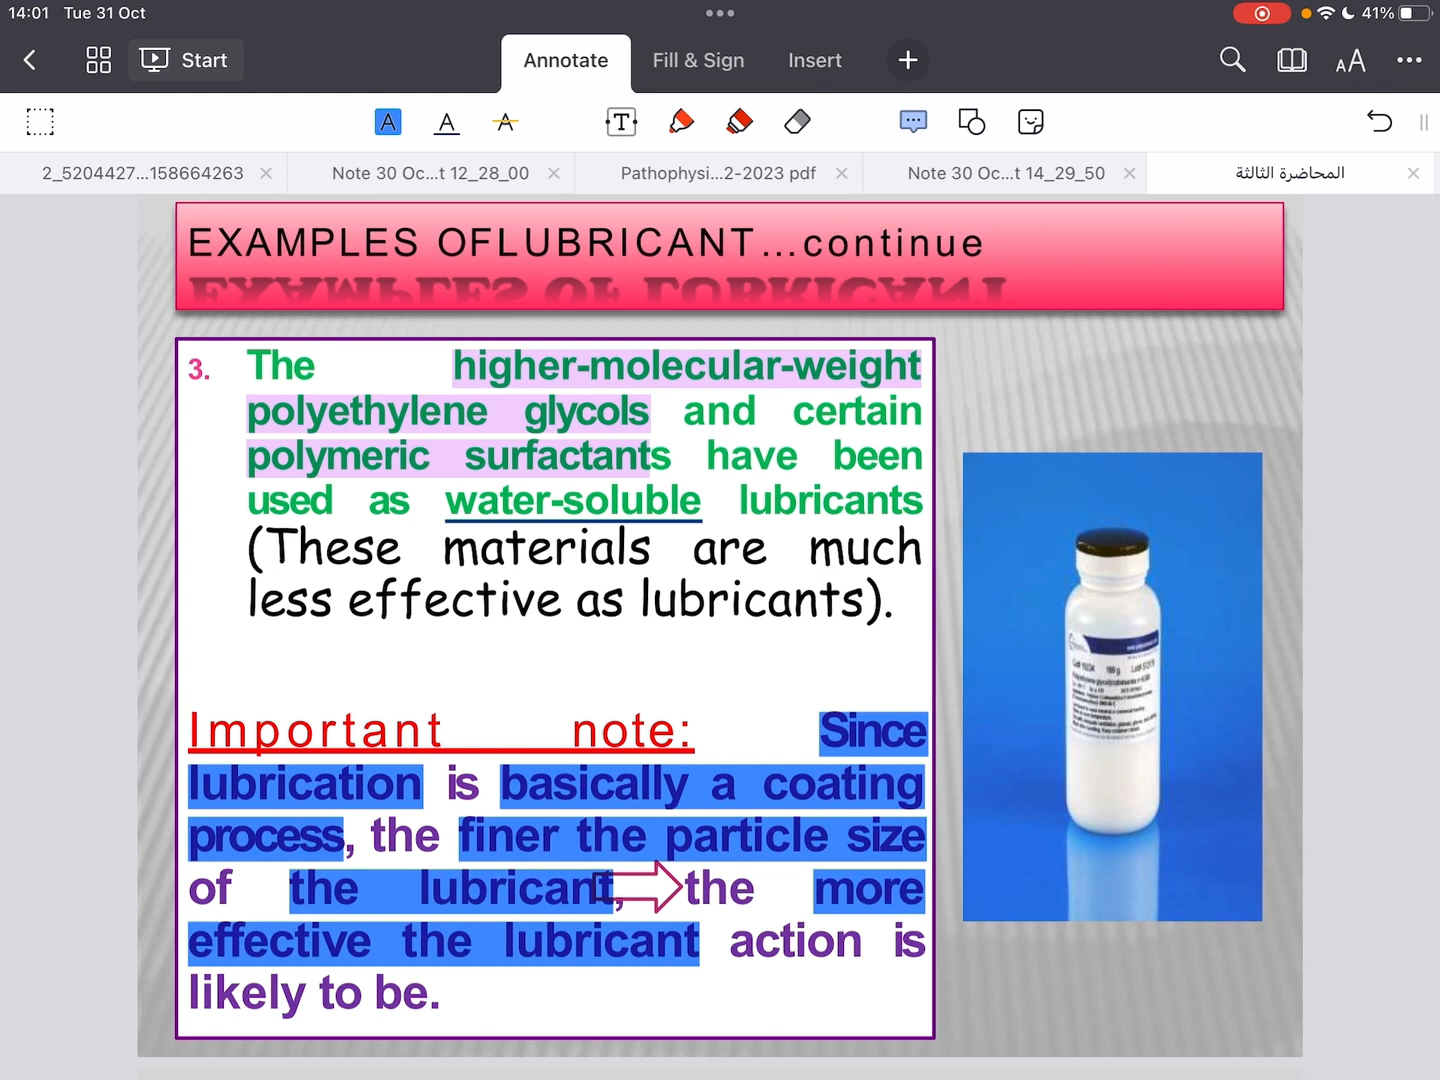 14:01 Tue 31 Oct
41%
Start
Annotate
Fill & Sign
Insert
2_5204427...158664263
Note 30 Oc...t 12_28_00
Pathophysi...2-2023 pdf
Note 30 Oc...t 14_29_50
المحاضرة الثالثة
EXAMPLES OFLUBRICANT...continue
3. The higher-molecular-weight
polyethylene glycols and certain
polymeric surfactants have been
used as water-soluble lubricants
(These materials are much
less effective as lubricants).
Important note: Since
lubrication is basically a coating
process, the finer the particle size
of the lubricant, the more
effective the lubricant action is
likely to be.
100 g